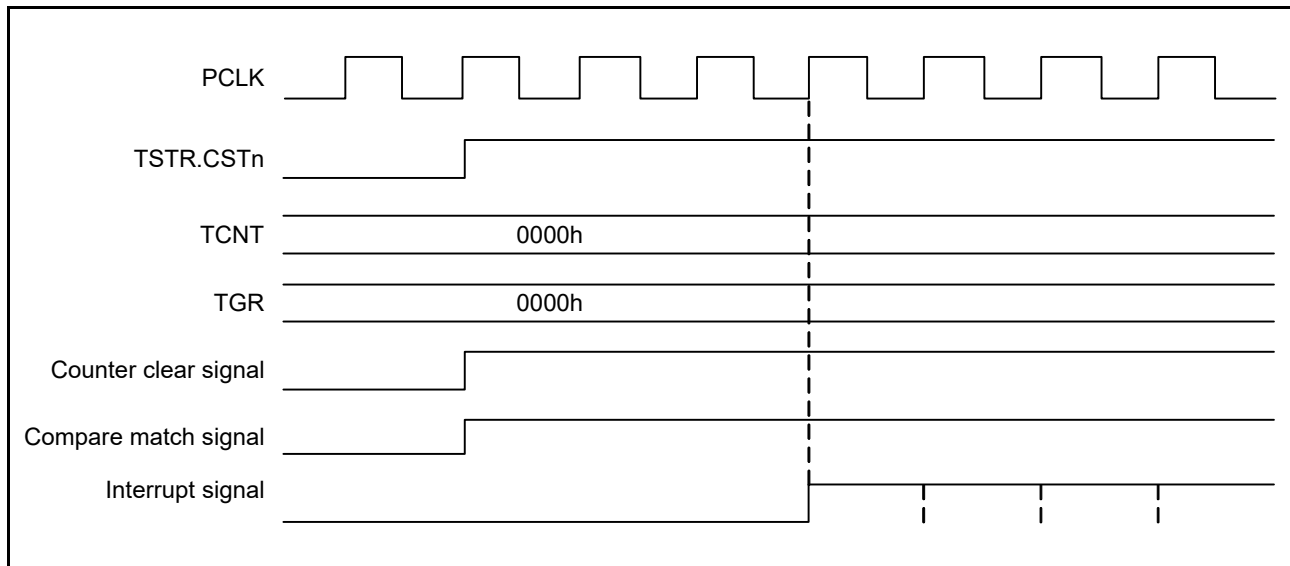 PCLK
TSTR.CSTn
TCNT
0000h
TGR
0000h
Counter clear signal
Compare match signal
Interrupt signal